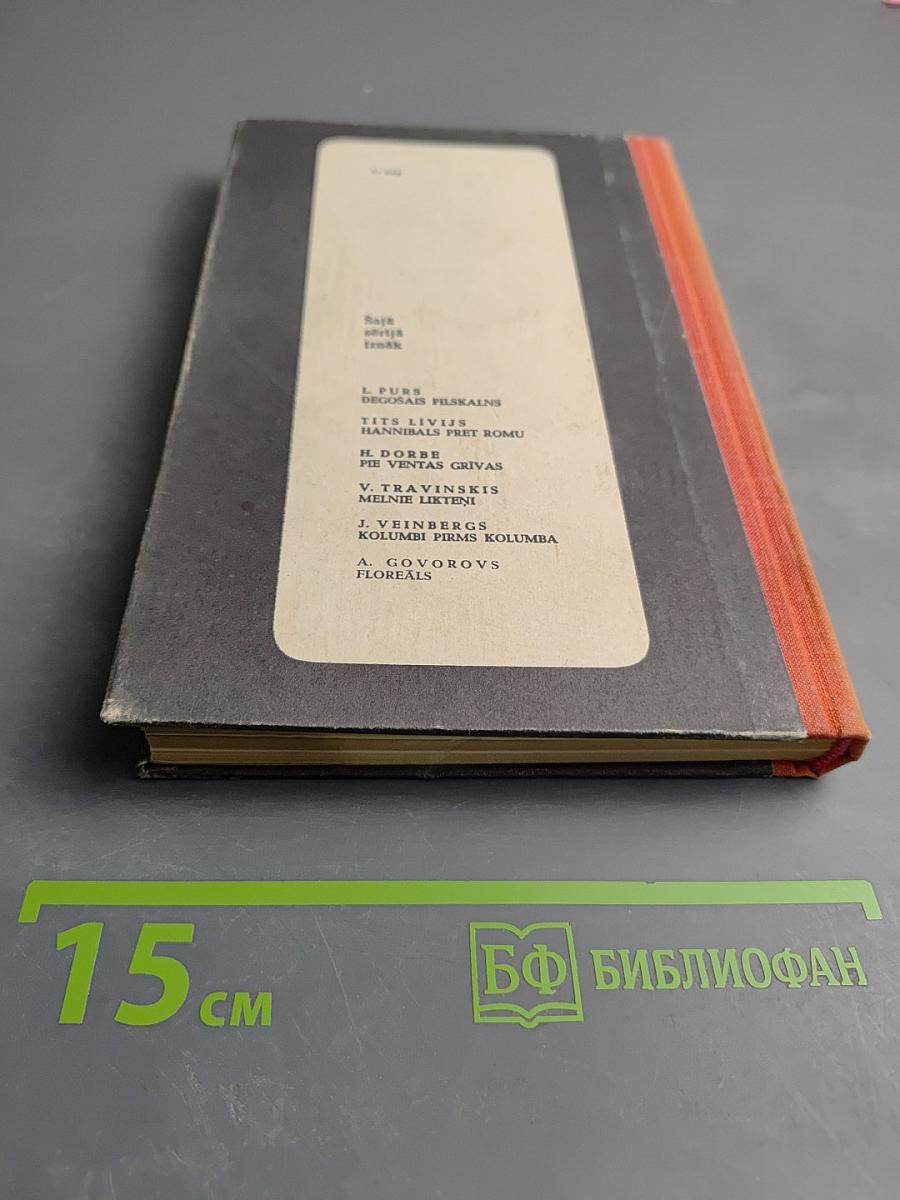 Šajā
sērijā
iznāk
L. PURS
DEGOŠAIS PILSKALNS
TITS LĪVIJS
HANNIBALS PRET ROMU
H. DORBE
PIE VENTAS GRĪVAS
V. TRAVINSKIS
MELNIE LIKTEŅI
J. VEINBERGS
KOLUMBI PIRMS KOLUMBA
A. GOVOROVS
FLOREĀLS
15 см
БФ БИБЛИОФАН